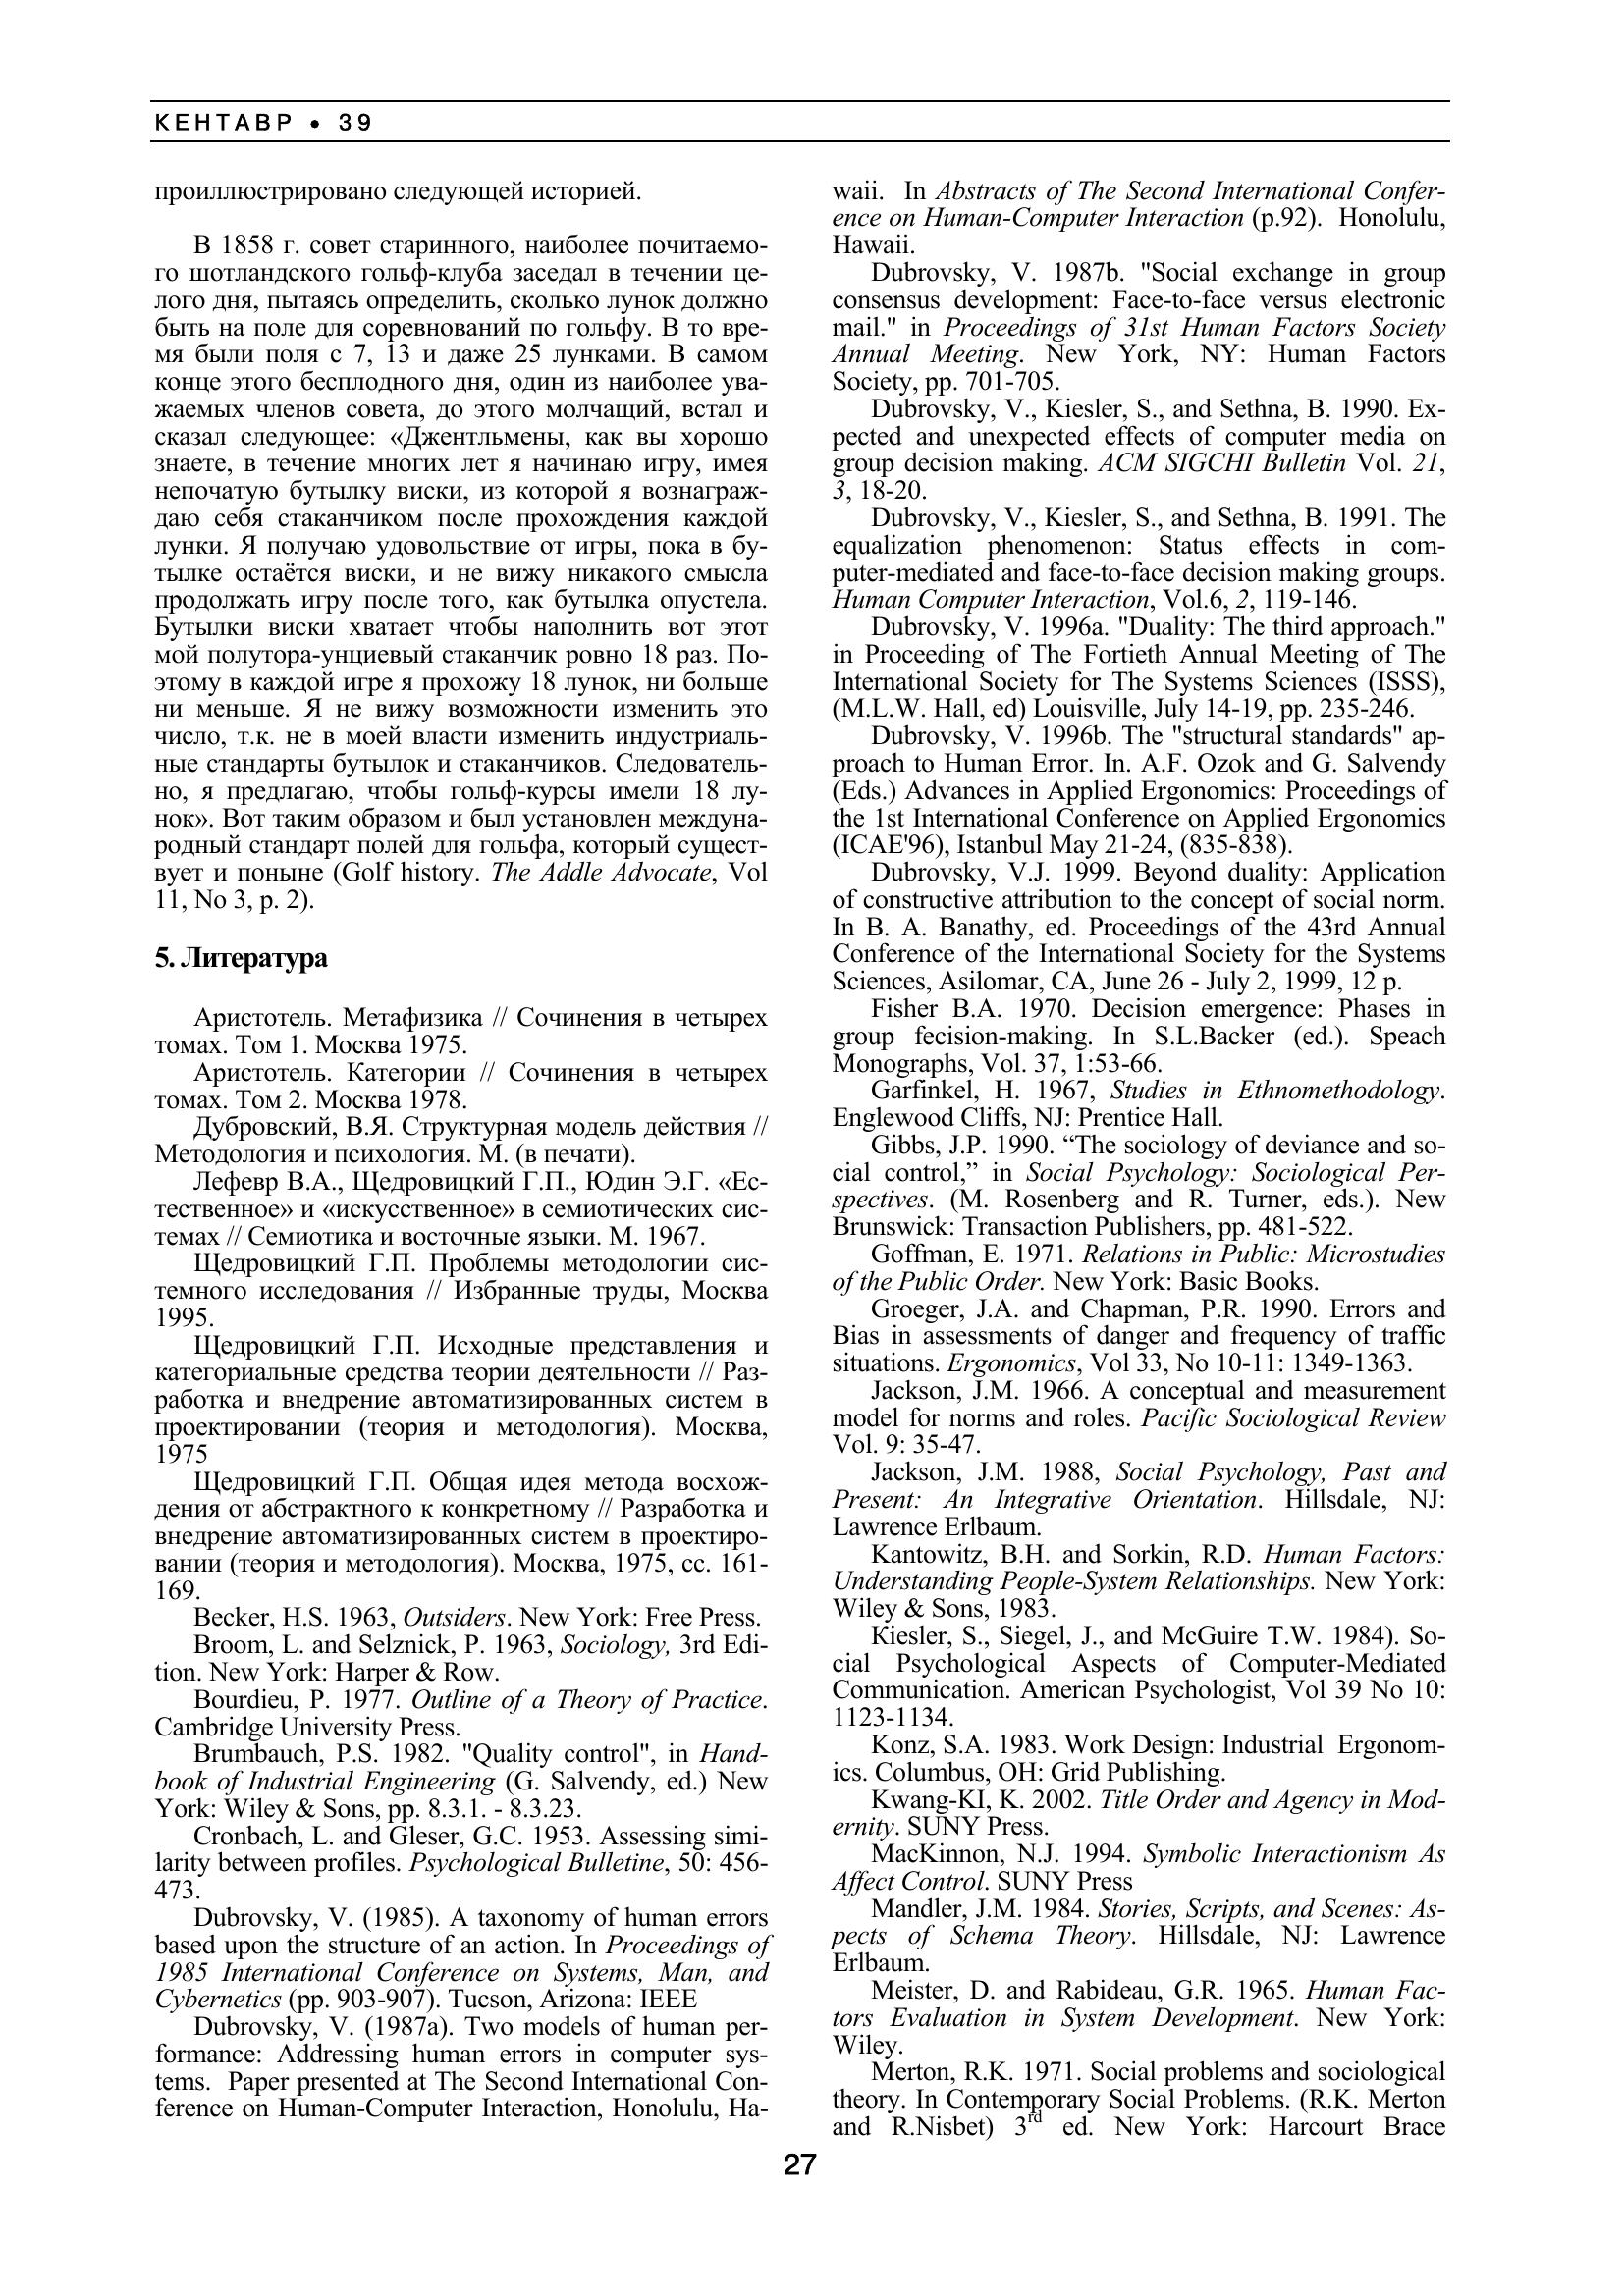 КЕНТАВР • 39
проиллюстрировано следующей историей.
В 1858 г. совет старинного, наиболее почитаемо-
го шотландского гольф-клуба заседал в течении це-
лого дня, пытаясь определить, сколько лунок должно
быть на поле для соревнований по гольфу. В то вре-
мя были поля с 7, 13 и даже 25 лунками. В самом
конце этого бесплодного дня, один из наиболее ува-
жаемых членов совета, до этого молчащий, встал и
сказал следующее: «Джентльмены, как вы хорошо
знаете, в течение многих лет я начинаю игру, имея
непочатую бутылку виски, из которой я вознаграж-
даю себя стаканчиком после прохождения каждой
лунки. Я получаю удовольствие от игры, пока в бу-
тылке остаётся виски, и не вижу никакого смысла
продолжать игру после того, как бутылка опустела.
Бутылки виски хватает чтобы наполнить вот этот
мой полутора-унциевый стаканчик ровно 18 раз. По-
этому в каждой игре я прохожу 18 лунок, ни больше
ни меньше. Я не вижу возможности изменить это
число, т.к. не в моей власти изменить индустриаль-
ные стандарты бутылок и стаканчиков. Следователь-
но, я предлагаю, чтобы гольф-курсы имели 18 лу-
нок». Вот таким образом и был установлен междуна-
родный стандарт полей для гольфа, который сущест-
вует и поныне (Golf history. The Addle Advocate, Vol
11, No 3, p. 2).
5. Литература
Аристотель. Метафизика // Сочинения в четырех
томах. Том 1. Москва 1975.
Аристотель. Категории // Сочинения в четырех
томах. Том 2. Москва 1978.
Дубровский, В.Я. Структурная модель действия //
Методология и психология. М. (в печати).
Лефевр В.А., Щедровицкий Г.П., Юдин Э.Г. «Ес-
тественное» и «искусственное» в семиотических сис-
темах // Семиотика и восточные языки. М. 1967.
Щедровицкий Г.П. Проблемы методологии сис-
темного исследования // Избранные труды, Москва
1995.
Щедровицкий Г.П. Исходные представления и
категориальные средства теории деятельности // Раз-
работка и внедрение автоматизированных систем в
проектировании (теория и методология). Москва,
1975
Щедровицкий Г.П. Общая идея метода восхож-
дения от абстрактного к конкретному // Разработка и
внедрение автоматизированных систем в проектиро-
вании (теория и методология). Москва, 1975, сс. 161-
169.
Becker, H.S. 1963, Outsiders. New York: Free Press.
Broom, L. and Selznick, P. 1963, Sociology, 3rd Edi-
tion. New York: Harper & Row.
Bourdieu, P. 1977. Outline of a Theory of Practice.
Cambridge University Press.
Brumbauch, P.S. 1982. "Quality control", in Hand-
book of Industrial Engineering (G. Salvendy, ed.) New
York: Wiley & Sons, pp. 8.3.1. - 8.3.23.
Cronbach, L. and Gleser, G.C. 1953. Assessing simi-
larity between profiles. Psychological Bulletine, 50: 456-
473.
Dubrovsky, V. (1985). A taxonomy of human errors
based upon the structure of an action. In Proceedings of
1985 International Conference on Systems, Man, and
Cybernetics (pp. 903-907). Tucson, Arizona: IEEE
Dubrovsky, V. (1987a). Two models of human per-
formance: Addressing human errors in computer sys-
tems. Paper presented at The Second International Con-
ference on Human-Computer Interaction, Honolulu, Ha-
waii. In Abstracts of The Second International Confer-
ence on Human-Computer Interaction (p.92). Honolulu,
Hawaii.
Dubrovsky, V. 1987b. "Social exchange in group
consensus development: Face-to-face versus electronic
mail." in Proceedings of 31st Human Factors Society
Annual Meeting. New York, NY: Human Factors
Society, pp. 701-705.
Dubrovsky, V., Kiesler, S., and Sethna, B. 1990. Ex-
pected and unexpected effects of computer media on
group decision making. ACM SIGCHI Bulletin Vol. 21,
3, 18-20.
Dubrovsky, V., Kiesler, S., and Sethna, B. 1991. The
equalization phenomenon: Status effects in com-
puter-mediated and face-to-face decision making groups.
Human Computer Interaction, Vol.6, 2, 119-146.
Dubrovsky, V. 1996a. "Duality: The third approach."
in Proceeding of The Fortieth Annual Meeting of The
International Society for The Systems Sciences (ISSS),
(M.L.W. Hall, ed) Louisville, July 14-19, pp. 235-246.
Dubrovsky, V. 1996b. The "structural standards" ap-
proach to Human Error. In. A.F. Ozok and G. Salvendy
(Eds.) Advances in Applied Ergonomics: Proceedings of
the 1st International Conference on Applied Ergonomics
(ICAE'96), Istanbul May 21-24, (835-838).
Dubrovsky, V.J. 1999. Beyond duality: Application
of constructive attribution to the concept of social norm.
In B. A. Banathy, ed. Proceedings of the 43rd Annual
Conference of the International Society for the Systems
Sciences, Asilomar, CA, June 26 - July 2, 1999, 12 p.
Fisher B.A. 1970. Decision emergence: Phases in
group fecision-making. In S.L.Backer (ed.). Speach
Monographs, Vol. 37, 1:53-66.
Garfinkel, H. 1967, Studies in Ethnomethodology.
Englewood Cliffs, NJ: Prentice Hall.
Gibbs, J.P. 1990. “The sociology of deviance and so-
cial control,” in Social Psychology: Sociological Per-
spectives. (M. Rosenberg and R. Turner, eds.). New
Brunswick: Transaction Publishers, pp. 481-522.
Goffman, E. 1971. Relations in Public: Microstudies
of the Public Order. New York: Basic Books.
Groeger, J.A. and Chapman, P.R. 1990. Errors and
Bias in assessments of danger and frequency of traffic
situations. Ergonomics, Vol 33, No 10-11: 1349-1363.
Jackson, J.M. 1966. A conceptual and measurement
model for norms and roles. Pacific Sociological Review
Vol. 9: 35-47.
Jackson, J.M. 1988, Social Psychology, Past and
Present: An Integrative Orientation. Hillsdale, NJ:
Lawrence Erlbaum.
Kantowitz, B.H. and Sorkin, R.D. Human Factors:
Understanding People-System Relationships. New York:
Wiley & Sons, 1983.
Kiesler, S., Siegel, J., and McGuire T.W. 1984). So-
cial Psychological Aspects of Computer-Mediated
Communication. American Psychologist, Vol 39 No 10:
1123-1134.
Konz, S.A. 1983. Work Design: Industrial Ergonom-
ics. Columbus, OH: Grid Publishing.
Kwang-KI, K. 2002. Title Order and Agency in Mod-
ernity. SUNY Press.
MacKinnon, N.J. 1994. Symbolic Interactionism As
Affect Control. SUNY Press
Mandler, J.M. 1984. Stories, Scripts, and Scenes: As-
pects of Schema Theory. Hillsdale, NJ: Lawrence
Erlbaum.
Meister, D. and Rabideau, G.R. 1965. Human Fac-
tors Evaluation in System Development. New York:
Wiley.
Merton, R.K. 1971. Social problems and sociological
theory. In Contemporary Social Problems. (R.K. Merton
and R.Nisbet) 3rd ed. New York: Harcourt Brace
27